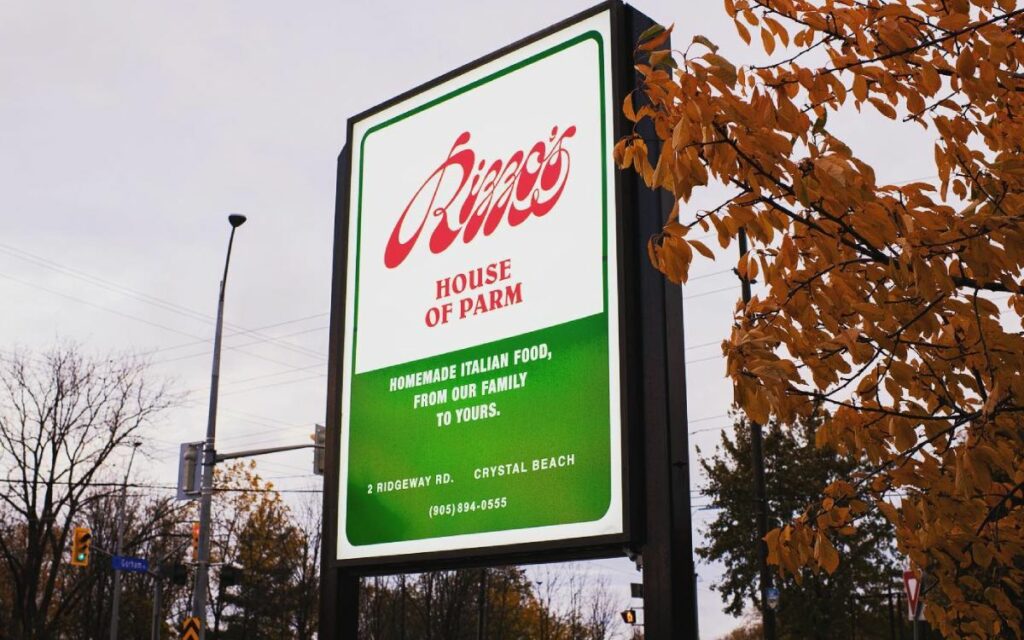 Rizzo's
HOUSE
OF PARM
HOMEMADE ITALIAN FOOD,
FROM OUR FAMILY
TO YOURS.
2 RIDGEWAY RD. CRYSTAL BEACH
(905) 894-0555
Gorham